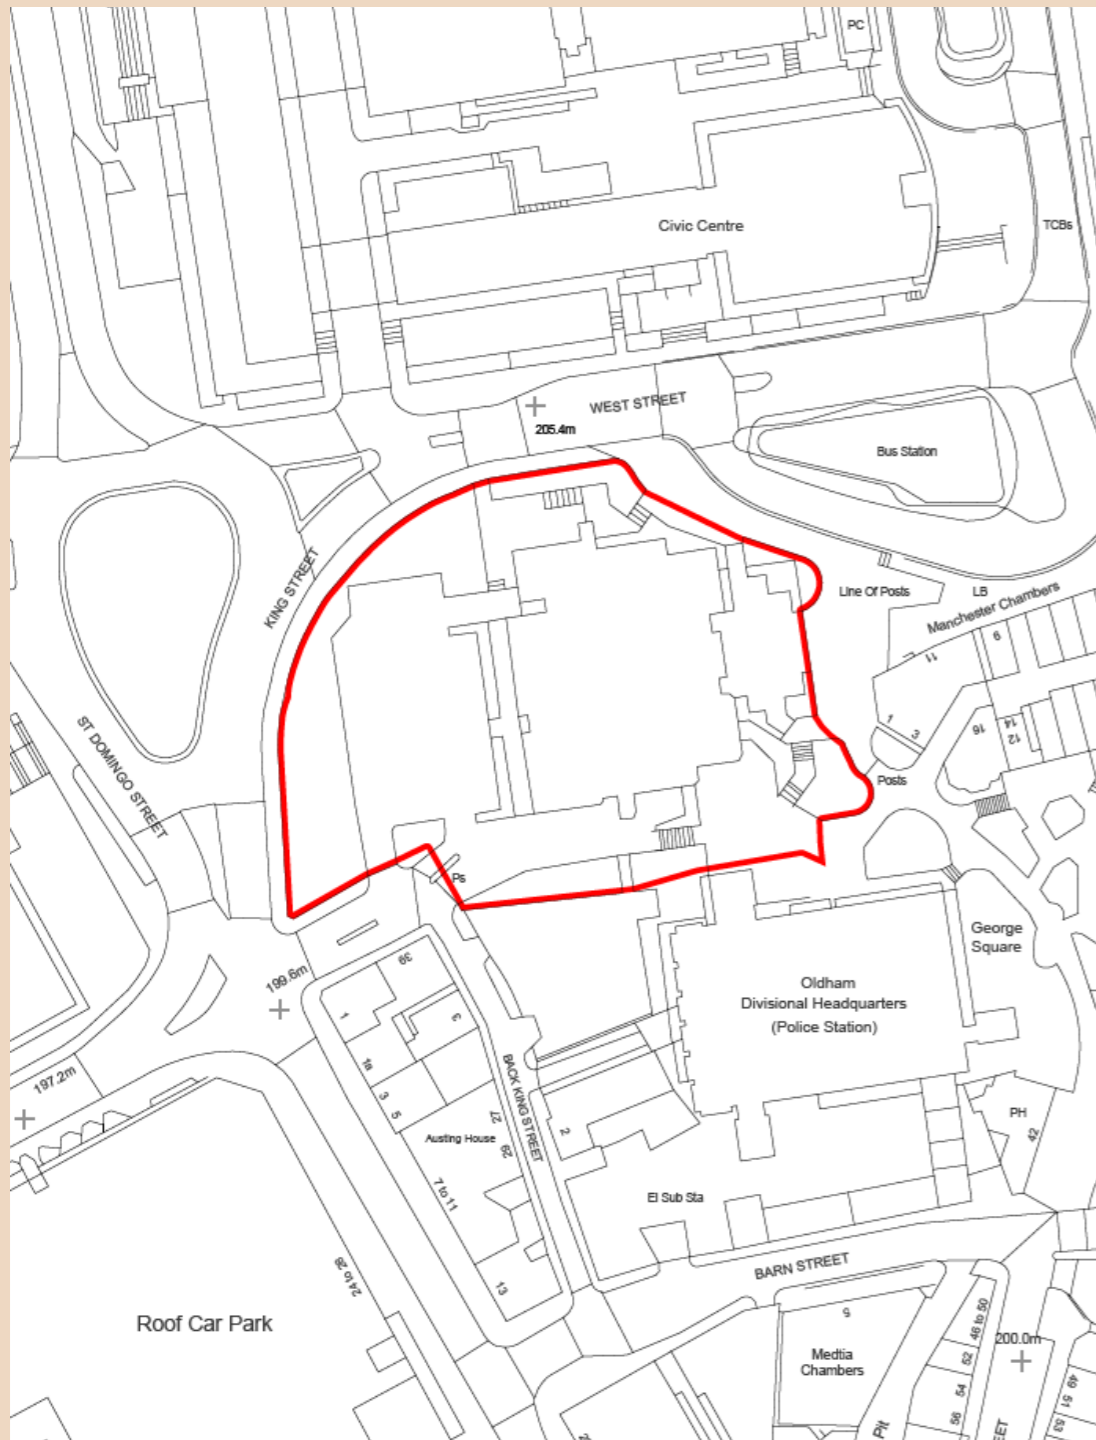 PC
TCBs
Civic Centre
WEST STREET
205.4m
Bus Station
KING STREET
Line Of Posts
LB
Manchester Chambers
9
11
1
3
16
14
12
Posts
ST DOMINGO STREET
Ps
George
Square
199.6m
39
Oldham
Divisional Headquarters
(Police Station)
1
3
1a
3
5
197.2m
BACK KING STREET
27
29
Austing House
2
PH
42
7 to 11
El Sub Sta
13
BARN STREET
24 to 26
Roof Car Park
5
46 to 50
200.0m
52
Medtia
Chambers
54
56
49
51
53
Pit